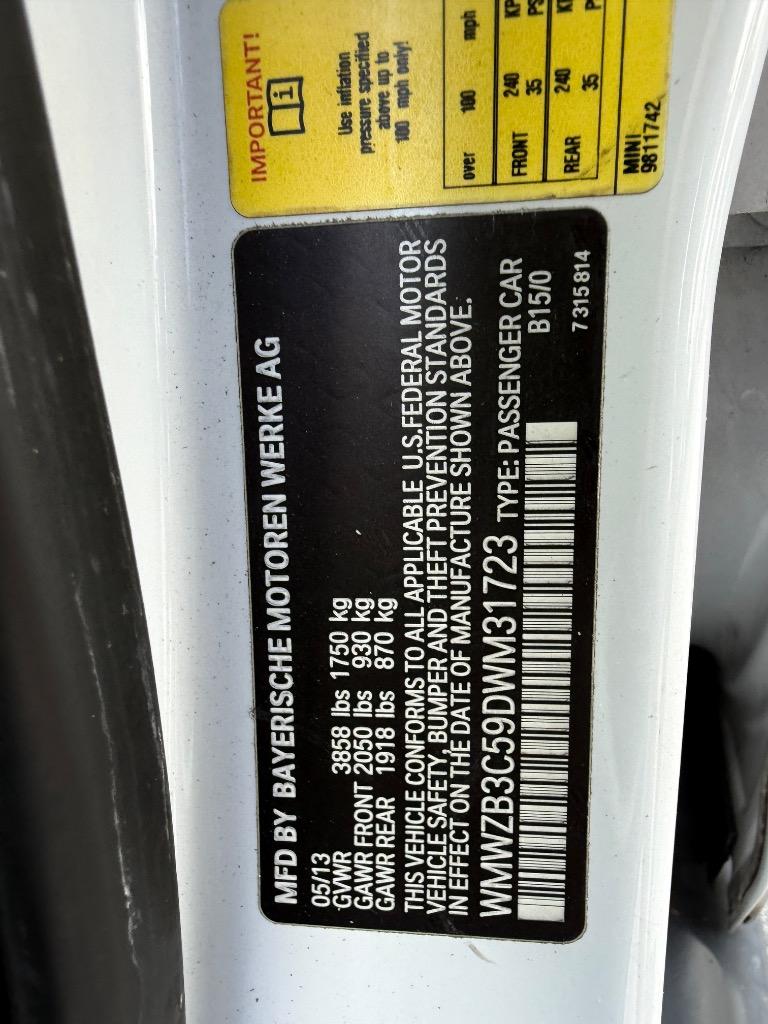 MFD BY BAYERISCHE MOTOREN WERKE AG
05/13
GVWR 3858 lbs 1750 kg
GAWR FRONT 2050 lbs 930 kg
GAWR REAR 1918 lbs 870 kg
THIS VEHICLE CONFORMS TO ALL APPLICABLE U.S.FEDERAL MOTOR
VEHICLE SAFETY, BUMPER AND THEFT PREVENTION STANDARDS
IN EFFECT ON THE DATE OF MANUFACTURE SHOWN ABOVE.
WMWZB3C59DWM31723 TYPE: PASSENGER CAR
B15/0
7315814
IMPORTANT!
i
Use inflation
pressure specified
above up to
100 mph only!
over 100 mph
FRONT 240
35
REAR 240
35
MINI
9811742